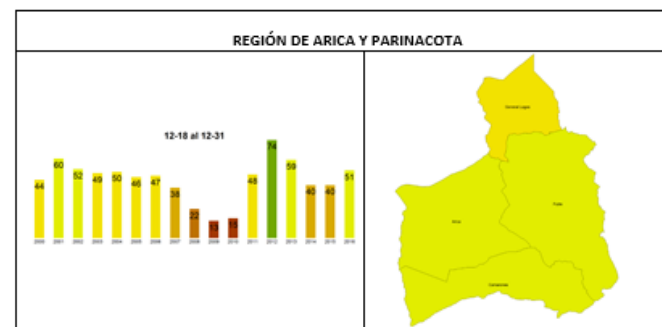 REGIÓN DE ARICA Y PARINACOTA
12-18 al 12-31
44 60 52 49 50 46 47 38 22 13 15 48 74 59 40 40 51
2000 2001 2002 2003 2004 2005 2006 2007 2008 2009 2010 2011 2012 2013 2014 2015 2016
General Lagos
Putre
Arica
Camarones